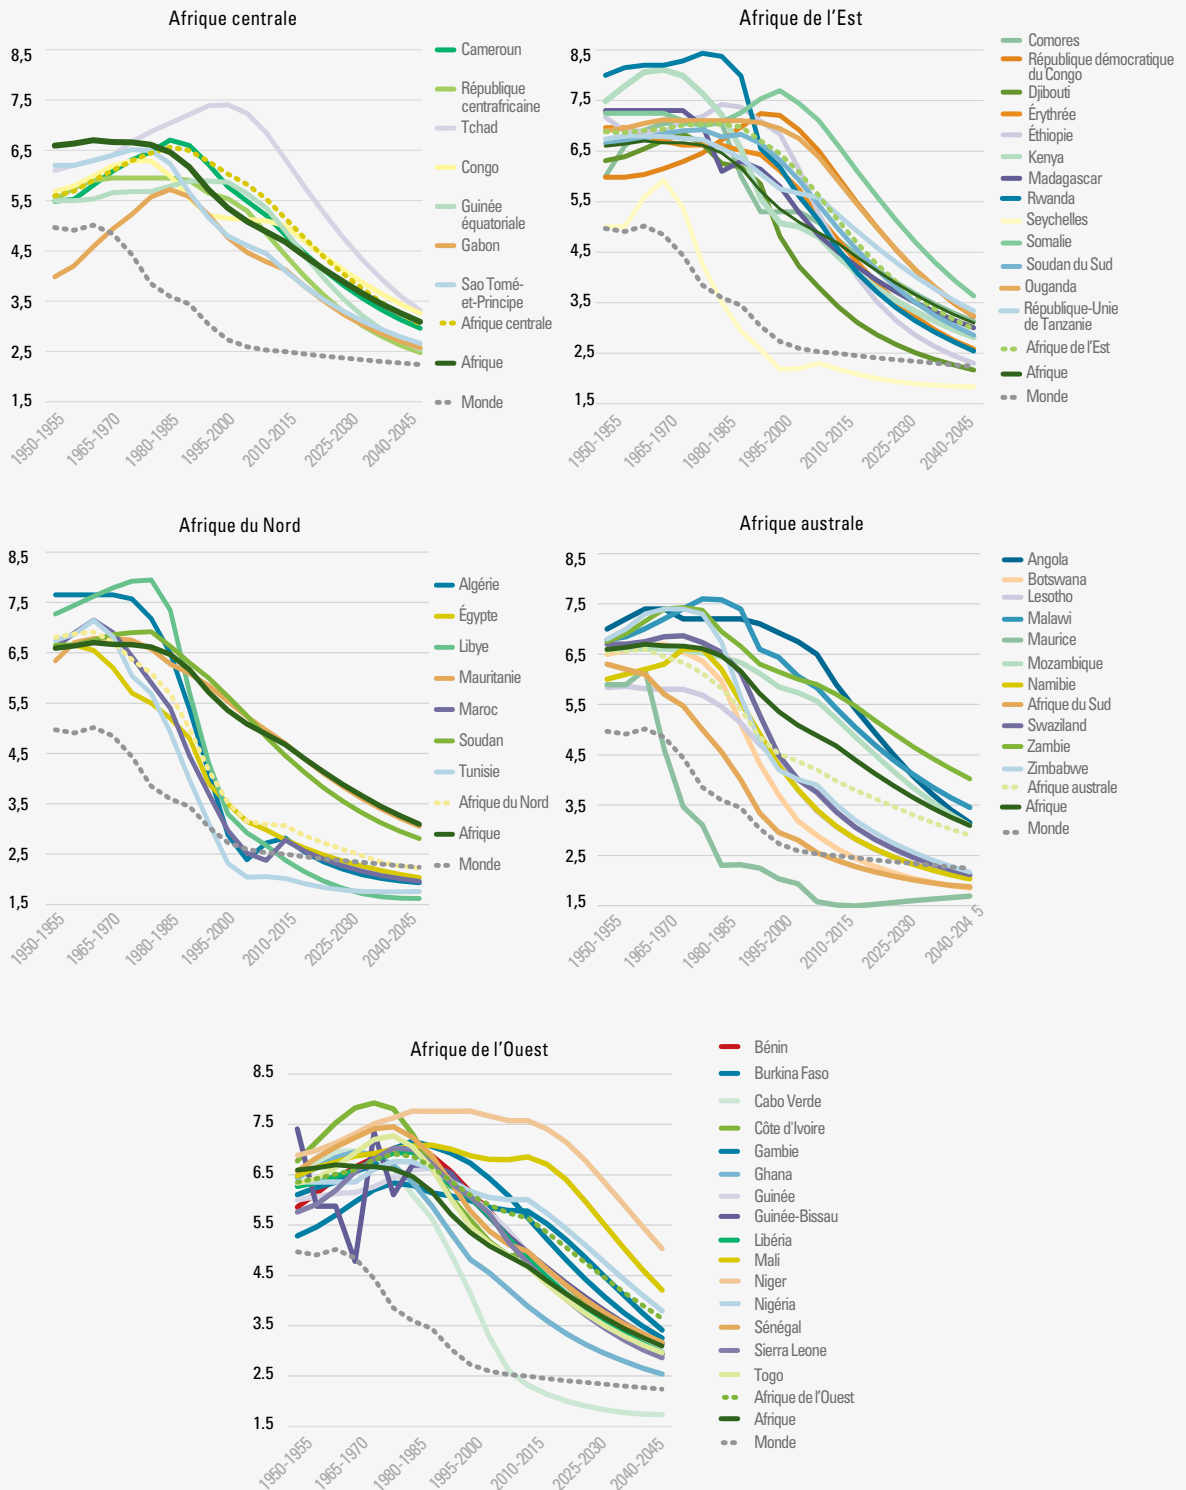 Afrique centrale
8,5
7,5
6,5
5,5
4,5
3,5
2,5
1,5
1950-1955
1965-1970
1980-1985
1995-2000
2010-2015
2025-2030
2040-2045
Cameroun
République
centrafricaine
Tchad
Congo
Guinée
équatoriale
Gabon
Sao Tomé-
et-Principe
Afrique centrale
Afrique
Monde
Afrique de l'Est
8,5
7,5
6,5
5,5
4,5
3,5
2,5
1,5
1950-1955
1965-1970
1980-1985
1995-2000
2010-2015
2025-2030
2040-2045
Comores
République démocratique
du Congo
Djibouti
Érythrée
Éthiopie
Kenya
Madagascar
Rwanda
Seychelles
Somalie
Soudan du Sud
Ouganda
République-Unie
de Tanzanie
Afrique de l'Est
Afrique
Monde
Afrique du Nord
8,5
7,5
6,5
5,5
4,5
3,5
2,5
1,5
1950-1955
1965-1970
1980-1985
1995-2000
2010-2015
2025-2030
2040-2045
Algérie
Égypte
Libye
Mauritanie
Maroc
Soudan
Tunisie
Afrique du Nord
Afrique
Monde
Afrique australe
8,5
7,5
6,5
5,5
4,5
3,5
2,5
1,5
1950-1955
1965-1970
1980-1985
1995-2000
2010-2015
2025-2030
2040-204 5
Angola
Botswana
Lesotho
Malawi
Maurice
Mozambique
Namibie
Afrique du Sud
Swaziland
Zambie
Zimbabwe
Afrique australe
Afrique
Monde
Afrique de l'Ouest
8.5
7.5
6.5
5.5
4.5
3.5
2.5
1.5
1950-1955
1965-1970
1980-1985
1995-2000
2010-2015
2025-2030
2040-2045
Bénin
Burkina Faso
Cabo Verde
Côte d'Ivoire
Gambie
Ghana
Guinée
Guinée-Bissau
Libéria
Mali
Niger
Nigéria
Sénégal
Sierra Leone
Togo
Afrique de l'Ouest
Afrique
Monde